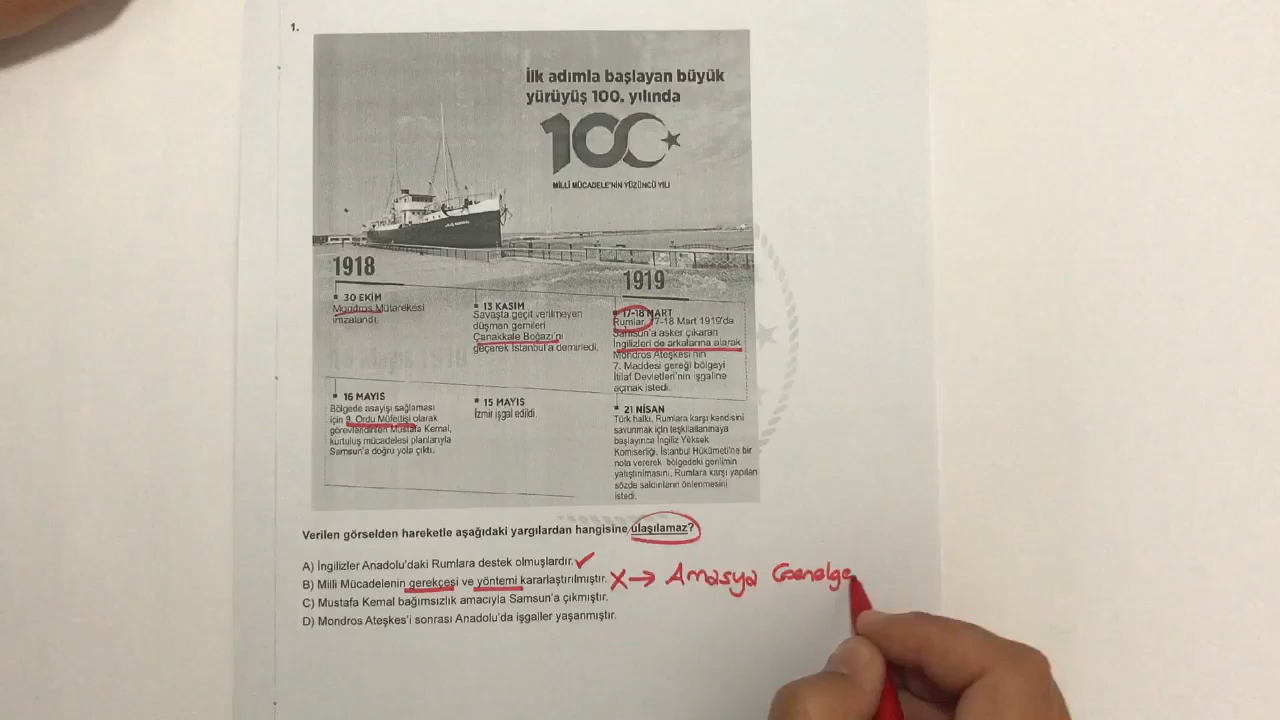 1.
İlk adımla başlayan büyük
yürüyüş 100. yılında
100
MİLLİ MÜCADELE'NİN YÜZÜNCÜ YILI
1918
1919
30 EKİM
Mondros Mütarekesi
imzalandı.
13 KASIM
Savaşta geçit verilmeyen
düşman gemileri
Çanakkale Boğazı'nı
geçerek İstanbul'a demirledi.
17-18 MART
Rumlar, 17-18 Mart 1919'da
Samsun'a asker çıkaran
İngilizleri de arkalarına alarak
Mondros Ateşkesi'nin
7. Maddesi gereği bölgeyi
İtilaf Devletleri'nin işgaline
açmak istedi.
16 MAYIS
Bölgede asayişi sağlaması
için 9. Ordu Müfettişi olarak
görevlendirilen Mustafa Kemal,
kurtuluş mücadelesi planlarıyla
Samsun'a doğru yola çıktı.
15 MAYIS
İzmir işgal edildi.
21 NİSAN
Türk halkı, Rumlara karşı kendisini
savunmak için teşkilatlanmaya
başlayınca İngiliz Yüksek
Komiserliği, İstanbul Hükümeti'ne bir
nota vererek bölgedeki gerilimin
yatıştırılmasını, Rumlara karşı yapılan
sözde saldırıların önlenmesini
istedi.
Verilen görselden hareketle aşağıdaki yargılardan hangisine ulaşılamaz?
A) İngilizler Anadolu'daki Rumlara destek olmuşlardır. ✓
B) Milli Mücadelenin gerekçesi ve yöntemi kararlaştırılmıştır. X→ Amasya Genelge
C) Mustafa Kemal bağımsızlık amacıyla Samsun'a çıkmıştır.
D) Mondros Ateşkes'i sonrası Anadolu'da işgaller yaşanmıştır.